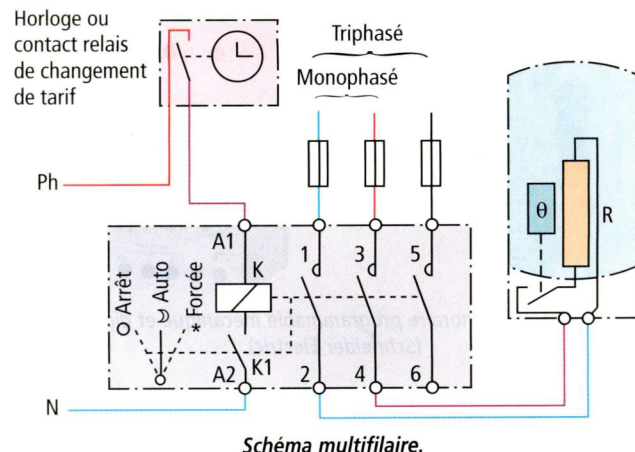 Horloge ou
contact relais
de changement
de tarif
Triphasé
Monophasé
Ph
θ
R
A1
1
3
5
K
Arrêt
Auto
Forcée
A2
K1
2
4
6
N
Schéma multifilaire.